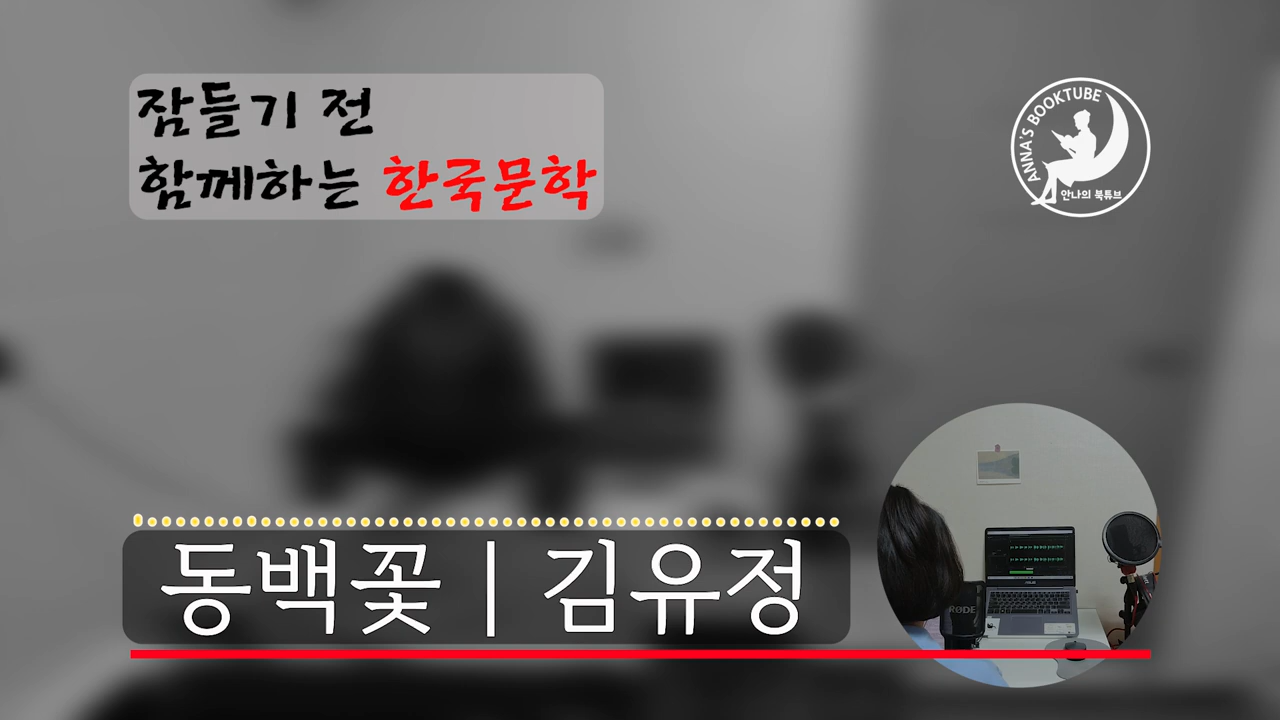 잠들기 전
함께하는 한국문학
ANNA'S BOOKTUBE
안나의 북튜브
동백꽃 | 김유정
RØDE
ASUS